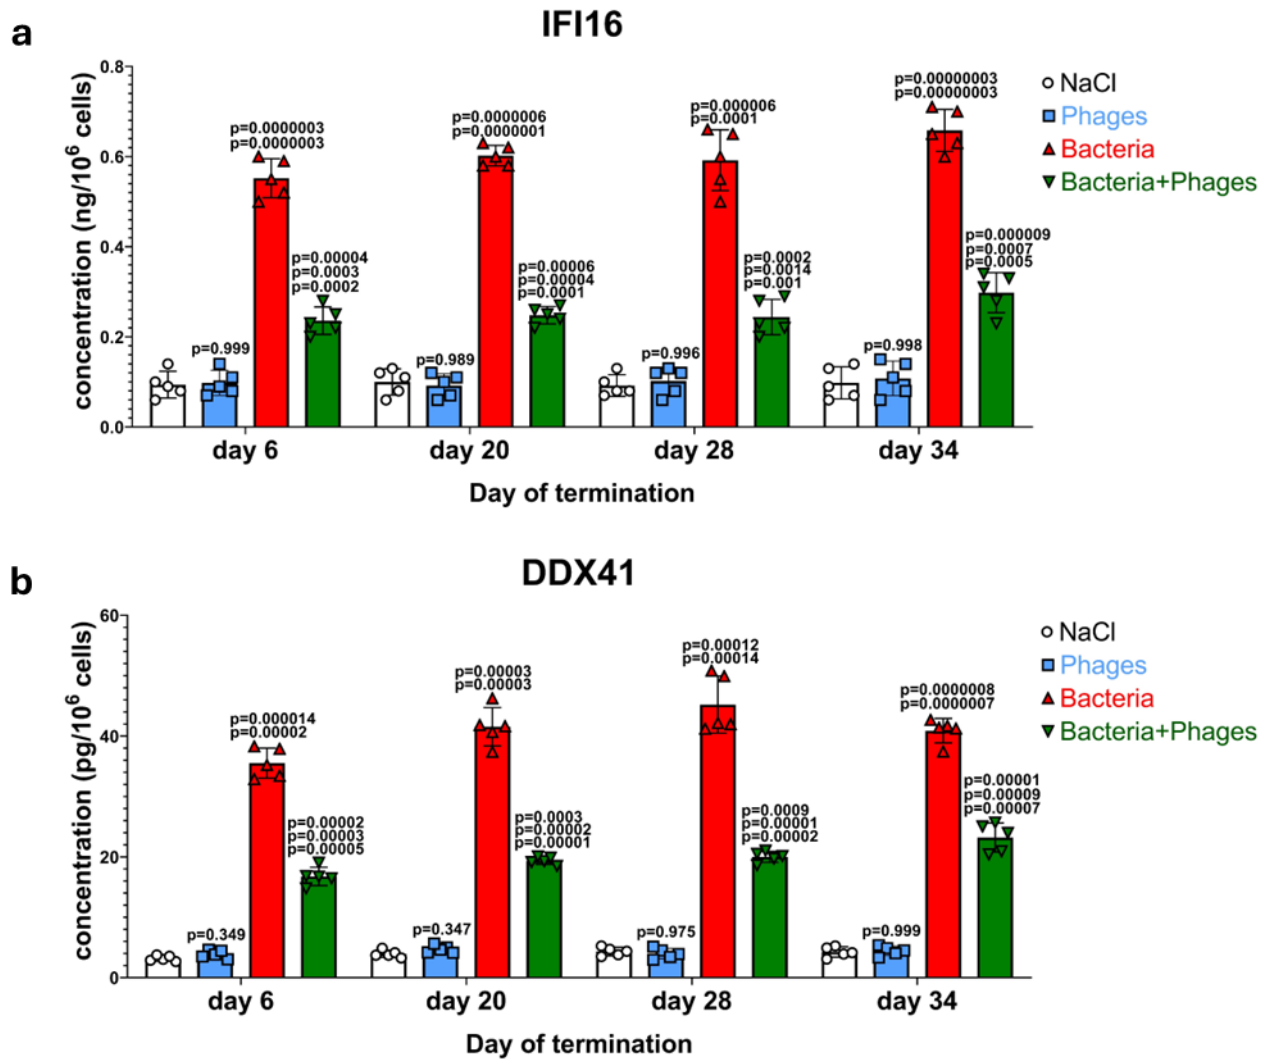 a
IFI16
concentration (ng/10⁶ cells)
0.8
0.6
0.4
0.2
0.0
p=0.999
p=0.0000003
p=0.0000003
p=0.00004
p=0.0003
p=0.0002
p=0.989
p=0.0000006
p=0.0000001
p=0.00006
p=0.00004
p=0.0001
p=0.996
p=0.000006
p=0.0001
p=0.0002
p=0.0014
p=0.001
p=0.998
p=0.00000003
p=0.00000003
p=0.000009
p=0.0007
p=0.0005
day 6
day 20
day 28
day 34
Day of termination
NaCl
Phages
Bacteria
Bacteria+Phages
b
DDX41
concentration (pg/10⁶ cells)
60
40
20
0
p=0.349
p=0.000014
p=0.00002
p=0.00002
p=0.00003
p=0.00005
p=0.347
p=0.00003
p=0.00003
p=0.0003
p=0.00002
p=0.00001
p=0.975
p=0.00012
p=0.00014
p=0.0009
p=0.00001
p=0.00002
p=0.999
p=0.0000008
p=0.0000007
p=0.00001
p=0.00009
p=0.00007
day 6
day 20
day 28
day 34
Day of termination
NaCl
Phages
Bacteria
Bacteria+Phages